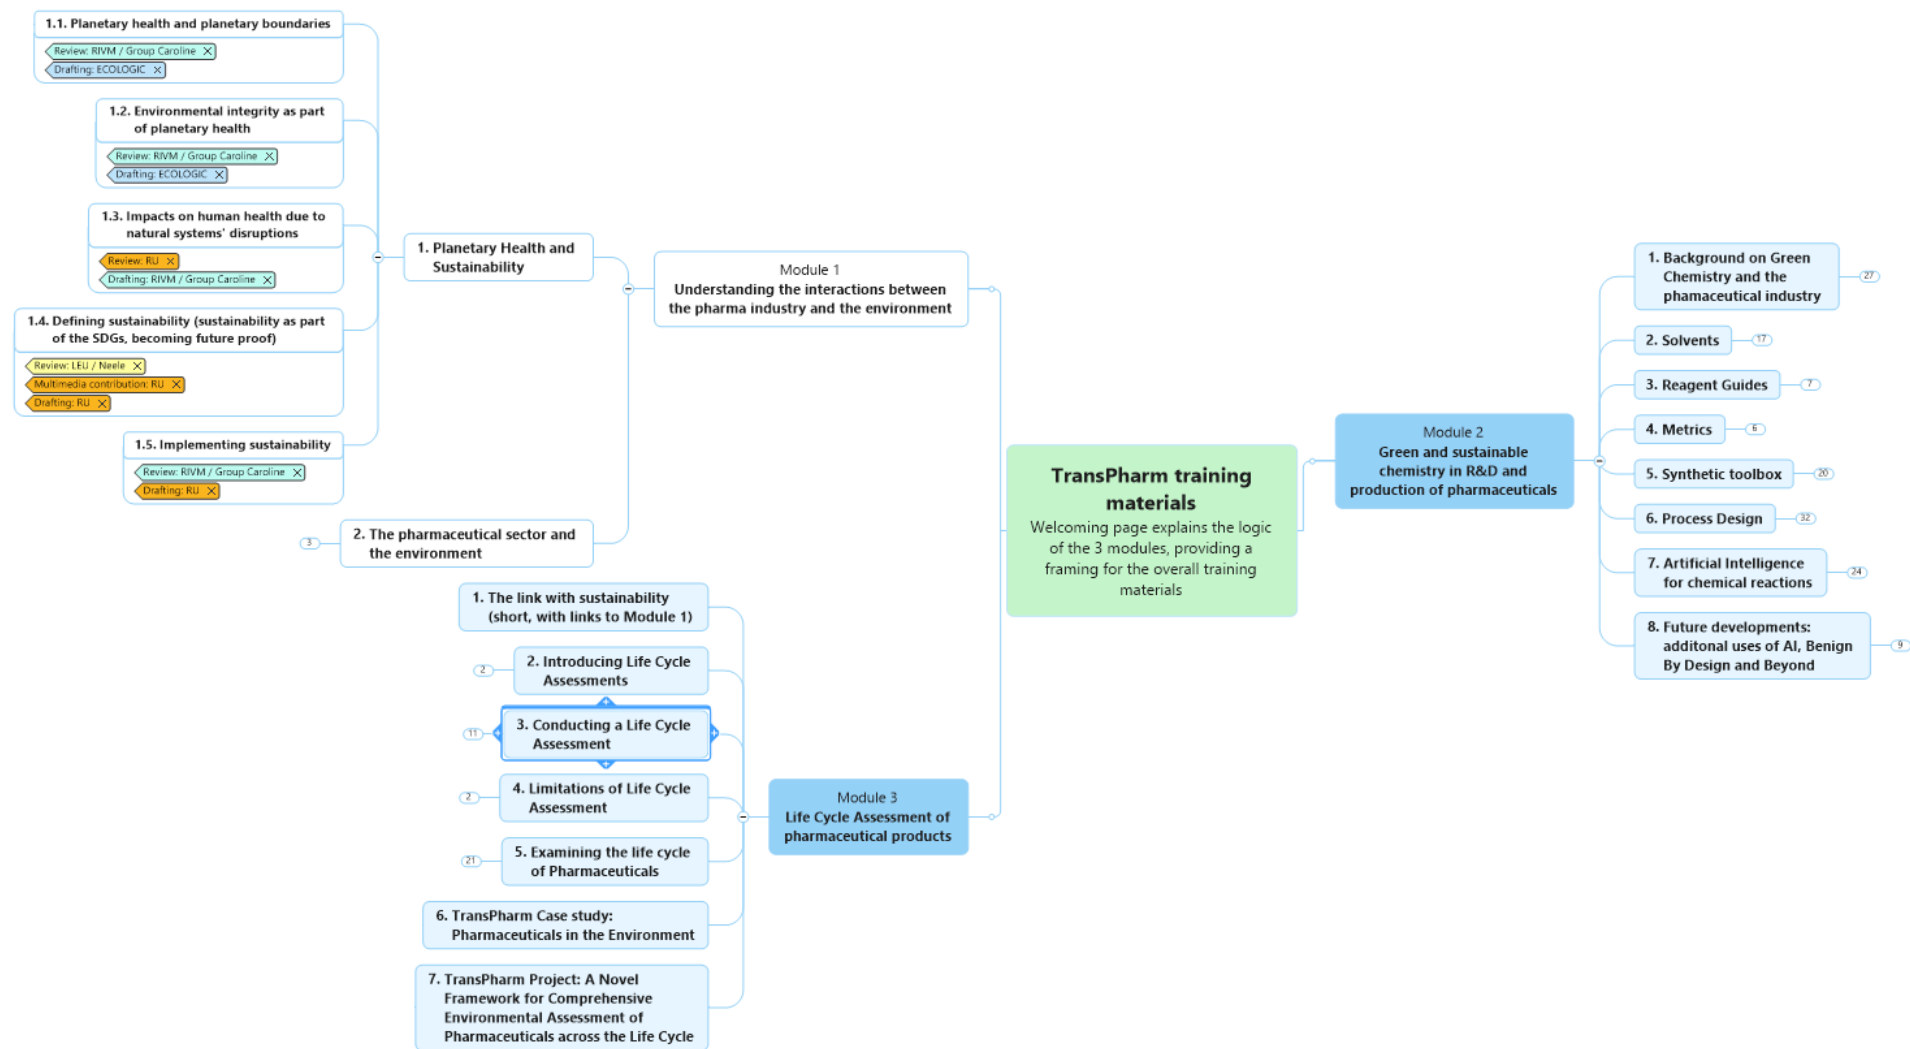 1.1. Planetary health and planetary boundaries
Review: RIVM / Group Caroline
Drafting: ECOLOGIC
1.2. Environmental integrity as part
of planetary health
Review: RIVM / Group Caroline
Drafting: ECOLOGIC
1.3. Impacts on human health due to
natural systems' disruptions
Review: RU
Drafting: RIVM / Group Caroline
1.4. Defining sustainability (sustainability as part
of the SDGs, becoming future proof)
Review: LEU / Neele
Multimedia contribution: RU
Drafting: RU
1.5. Implementing sustainability
Review: RIVM / Group Caroline
Drafting: RU
1. Planetary Health and
Sustainability
2. The pharmaceutical sector and
the environment
3
Module 1
Understanding the interactions between
the pharma industry and the environment
TransPharm training
materials
Welcoming page explains the logic
of the 3 modules, providing a
framing for the overall training
materials
Module 2
Green and sustainable
chemistry in R&D and
production of pharmaceuticals
1. Background on Green
Chemistry and the
phamaceutical industry
27
2. Solvents
17
3. Reagent Guides
7
4. Metrics
6
5. Synthetic toolbox
20
6. Process Design
32
7. Artificial Intelligence
for chemical reactions
24
8. Future developments:
additonal uses of AI, Benign
By Design and Beyond
9
Module 3
Life Cycle Assessment of
pharmaceutical products
1. The link with sustainability
(short, with links to Module 1)
2. Introducing Life Cycle
Assessments
2
3. Conducting a Life Cycle
Assessment
11
4. Limitations of Life Cycle
Assessment
2
5. Examining the life cycle
of Pharmaceuticals
21
6. TransPharm Case study:
Pharmaceuticals in the Environment
7. TransPharm Project: A Novel
Framework for Comprehensive
Environmental Assessment of
Pharmaceuticals across the Life Cycle